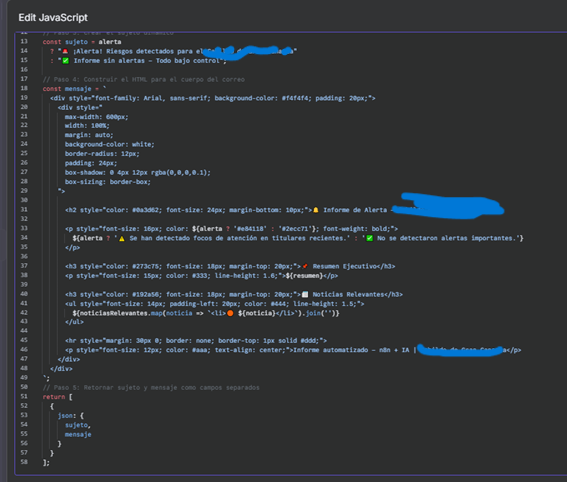 Edit JavaScript
12
13 const sujeto = alerta
14 ? "🚨 ¡Alerta! Riesgos detectados para el
15 : "✅ Informe sin alertas – Todo bajo control";
16
17 // Paso 4: Construir el HTML para el cuerpo del correo
18 const mensaje = `
19 <div style="font-family: Arial, sans-serif; background-color: #f4f4f4; padding: 20px;">
20 <div style="
21 max-width: 600px;
22 width: 100%;
23 margin: auto;
24 background-color: white;
25 border-radius: 12px;
26 padding: 24px;
27 box-shadow: 0 4px 12px rgba(0,0,0,0.1);
28 box-sizing: border-box;
29 ">
30
31 <h2 style="color: #0a3d62; font-size: 24px; margin-bottom: 10px;">🔔 Informe de Alerta –
32
33 <p style="font-size: 16px; color: ${alerta ? '#e84118' : '#2ecc71'}; font-weight: bold;">
34 ${alerta ? '⚠️ Se han detectado focos de atención en titulares recientes.' : '✅ No se detectaron alertas importantes.'}
35 </p>
36
37 <h3 style="color: #273c75; font-size: 18px; margin-top: 20px;">📌 Resumen Ejecutivo</h3>
38 <p style="font-size: 15px; color: #333; line-height: 1.6;">${resumen}</p>
39
40 <h3 style="color: #192a56; font-size: 18px; margin-top: 20px;">📰 Noticias Relevantes</h3>
41 <ul style="font-size: 14px; padding-left: 20px; color: #444; line-height: 1.5;">
42 ${noticiasRelevantes.map(noticia => `<li>🟠 ${noticia}</li>`).join('')}
43 </ul>
44
45 <hr style="margin: 30px 0; border: none; border-top: 1px solid #ddd;">
46 <p style="font-size: 12px; color: #aaa; text-align: center;">Informe automatizado – n8n + IA | </p>
47 </div>
48 </div>
49 `;
50 // Paso 5: Retornar sujeto y mensaje como campos separados
51 return [
52 {
53 json: {
54 sujeto,
55 mensaje
56 }
57 }
58 ];